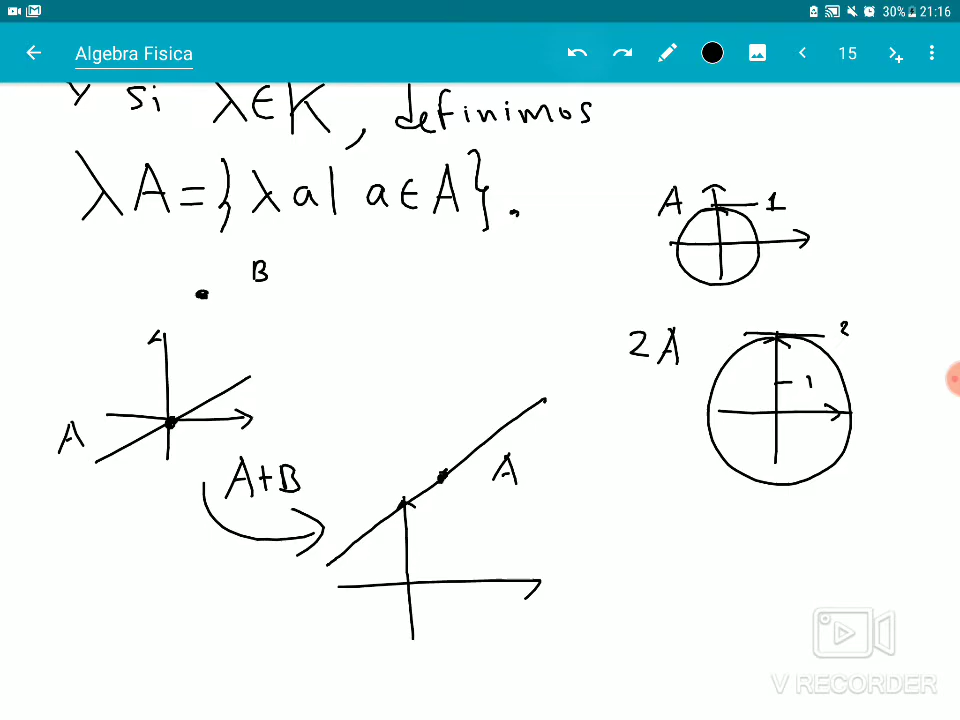 30% 21:16
Algebra Fisica
15
Y si λ∈K, definimos
λA={λa| a∈A}.
A 1
B
2A 2
1
A
A+B
A
V RECORDER